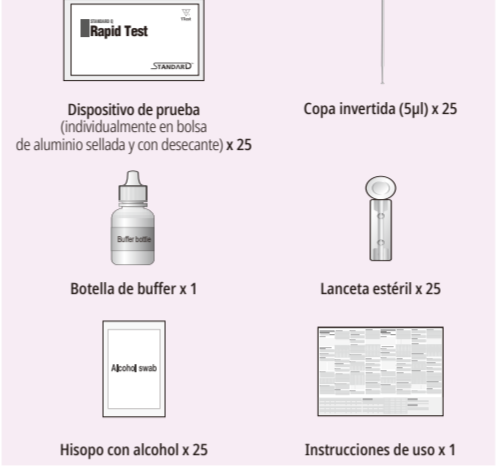 STANDARD Q
Rapid Test
STANDARD
Dispositivo de prueba
(individualmente en bolsa
de aluminio sellada y con desecante) x 25
Copa invertida (5µl) x 25
Buffer bottle
Botella de buffer x 1
Lanceta estéril x 25
Alcohol swab
Hisopo con alcohol x 25
Instrucciones de uso x 1